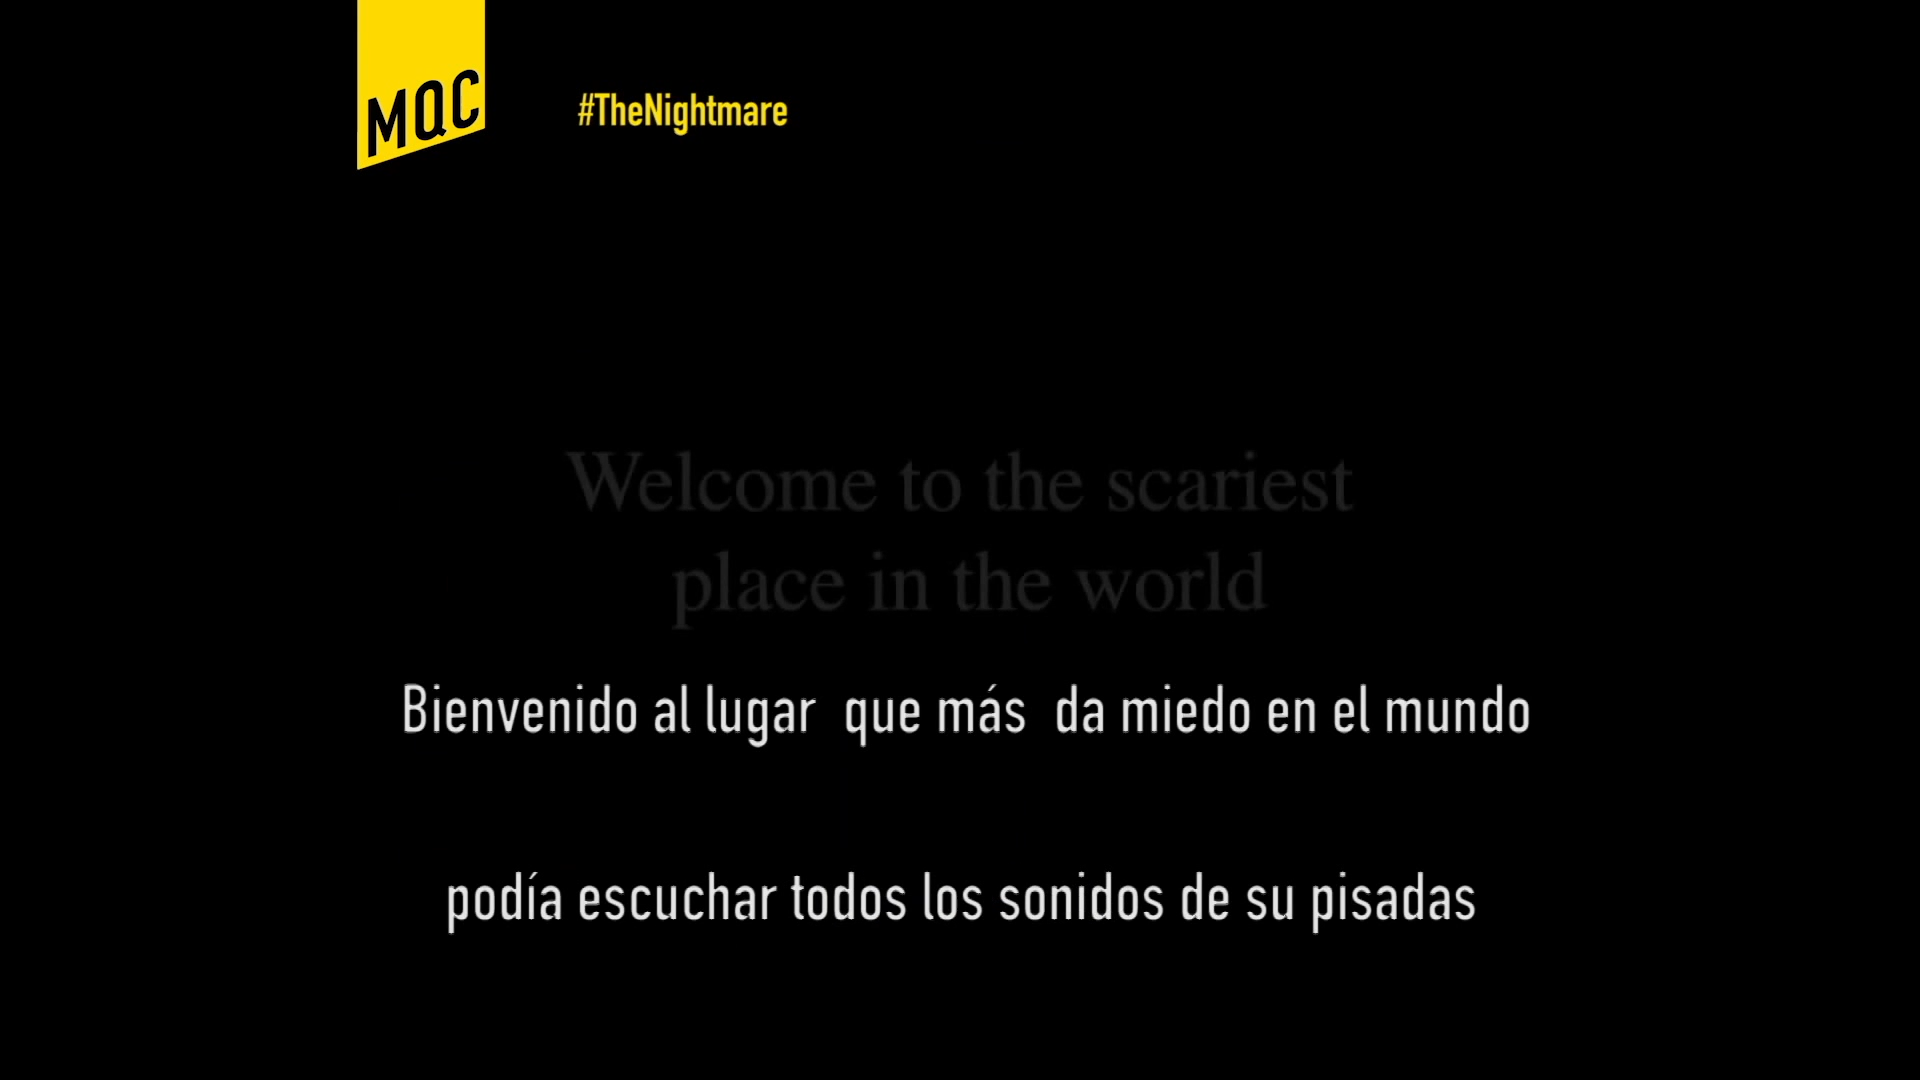 MQC
#TheNightmare
Welcome to the scariest
place in the world
Bienvenido al lugar que más da miedo en el mundo
podía escuchar todos los sonidos de su pisadas